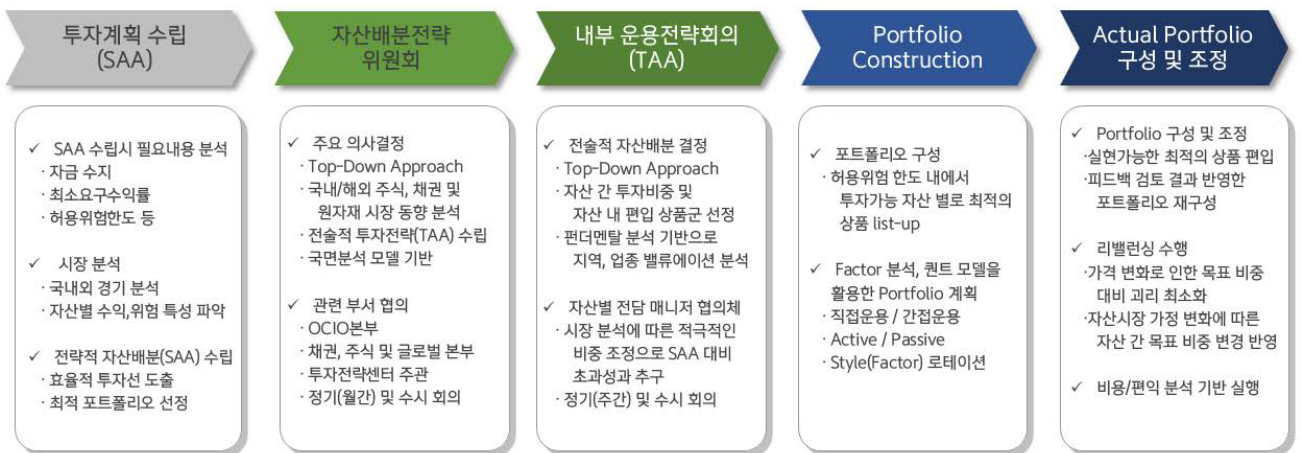 투자계획 수립
(SAA)
✓ SAA 수립시 필요내용 분석
· 자금 수지
· 최소요구수익률
· 허용위험한도 등
✓ 시장 분석
· 국내외 경기 분석
· 자산별 수익,위험 특성 파악
✓ 전략적 자산배분(SAA) 수립
· 효율적 투자선 도출
· 최적 포트폴리오 선정
자산배분전략
위원회
✓ 주요 의사결정
· Top-Down Approach
· 국내/해외 주식, 채권 및
원자재 시장 동향 분석
· 전술적 투자전략(TAA) 수립
· 국면분석 모델 기반
✓ 관련 부서 협의
· OCIO본부
· 채권, 주식 및 글로벌 본부
· 투자전략센터 주관
· 정기(월간) 및 수시 회의
내부 운용전략회의
(TAA)
✓ 전술적 자산배분 결정
· Top-Down Approach
· 자산 간 투자비중 및
자산 내 편입 상품군 선정
· 펀더멘탈 분석 기반으로
지역, 업종 밸류에이션 분석
✓ 자산별 전담 매니저 협의체
· 시장 분석에 따른 적극적인
비중 조정으로 SAA 대비
초과성과 추구
· 정기(주간) 및 수시 회의
Portfolio
Construction
✓ 포트폴리오 구성
· 허용위험 한도 내에서
투자가능 자산 별로 최적의
상품 list-up
✓ Factor 분석, 퀀트 모델을
활용한 Portfolio 계획
· 직접운용 / 간접운용
· Active / Passive
· Style(Factor) 로테이션
Actual Portfolio
구성 및 조정
✓ Portfolio 구성 및 조정
·실현가능한 최적의 상품 편입
·피드백 검토 결과 반영한
포트폴리오 재구성
✓ 리밸런싱 수행
·가격 변화로 인한 목표 비중
대비 괴리 최소화
·자산시장 가정 변화에 따른
자산 간 목표 비중 변경 반영
✓ 비용/편익 분석 기반 실행